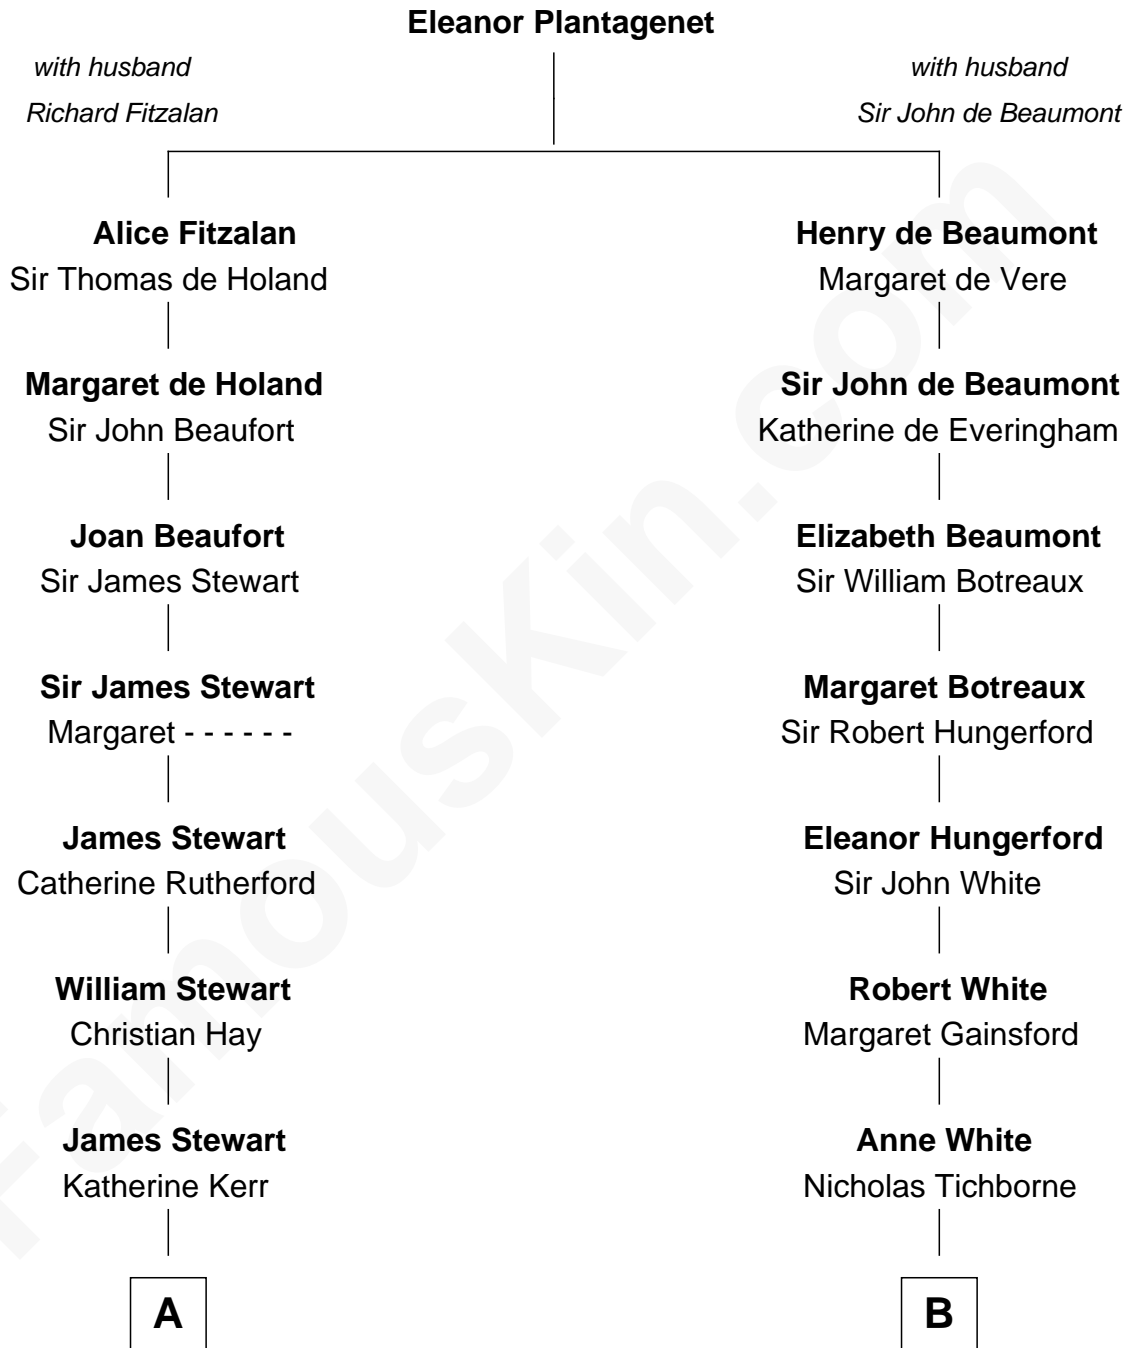 Eleanor Plantagenet
with husband
Richard Fitzalan
with husband
Sir John de Beaumont
Alice Fitzalan
Sir Thomas de Holand
Margaret de Holand
Sir John Beaufort
Joan Beaufort
Sir James Stewart
Sir James Stewart
Margaret - - - - - -
James Stewart
Catherine Rutherford
William Stewart
Christian Hay
James Stewart
Katherine Kerr
A
Henry de Beaumont
Margaret de Vere
Sir John de Beaumont
Katherine de Everingham
Elizabeth Beaumont
Sir William Botreaux
Margaret Botreaux
Sir Robert Hungerford
Eleanor Hungerford
Sir John White
Robert White
Margaret Gainsford
Anne White
Nicholas Tichborne
B
FamousKin.com